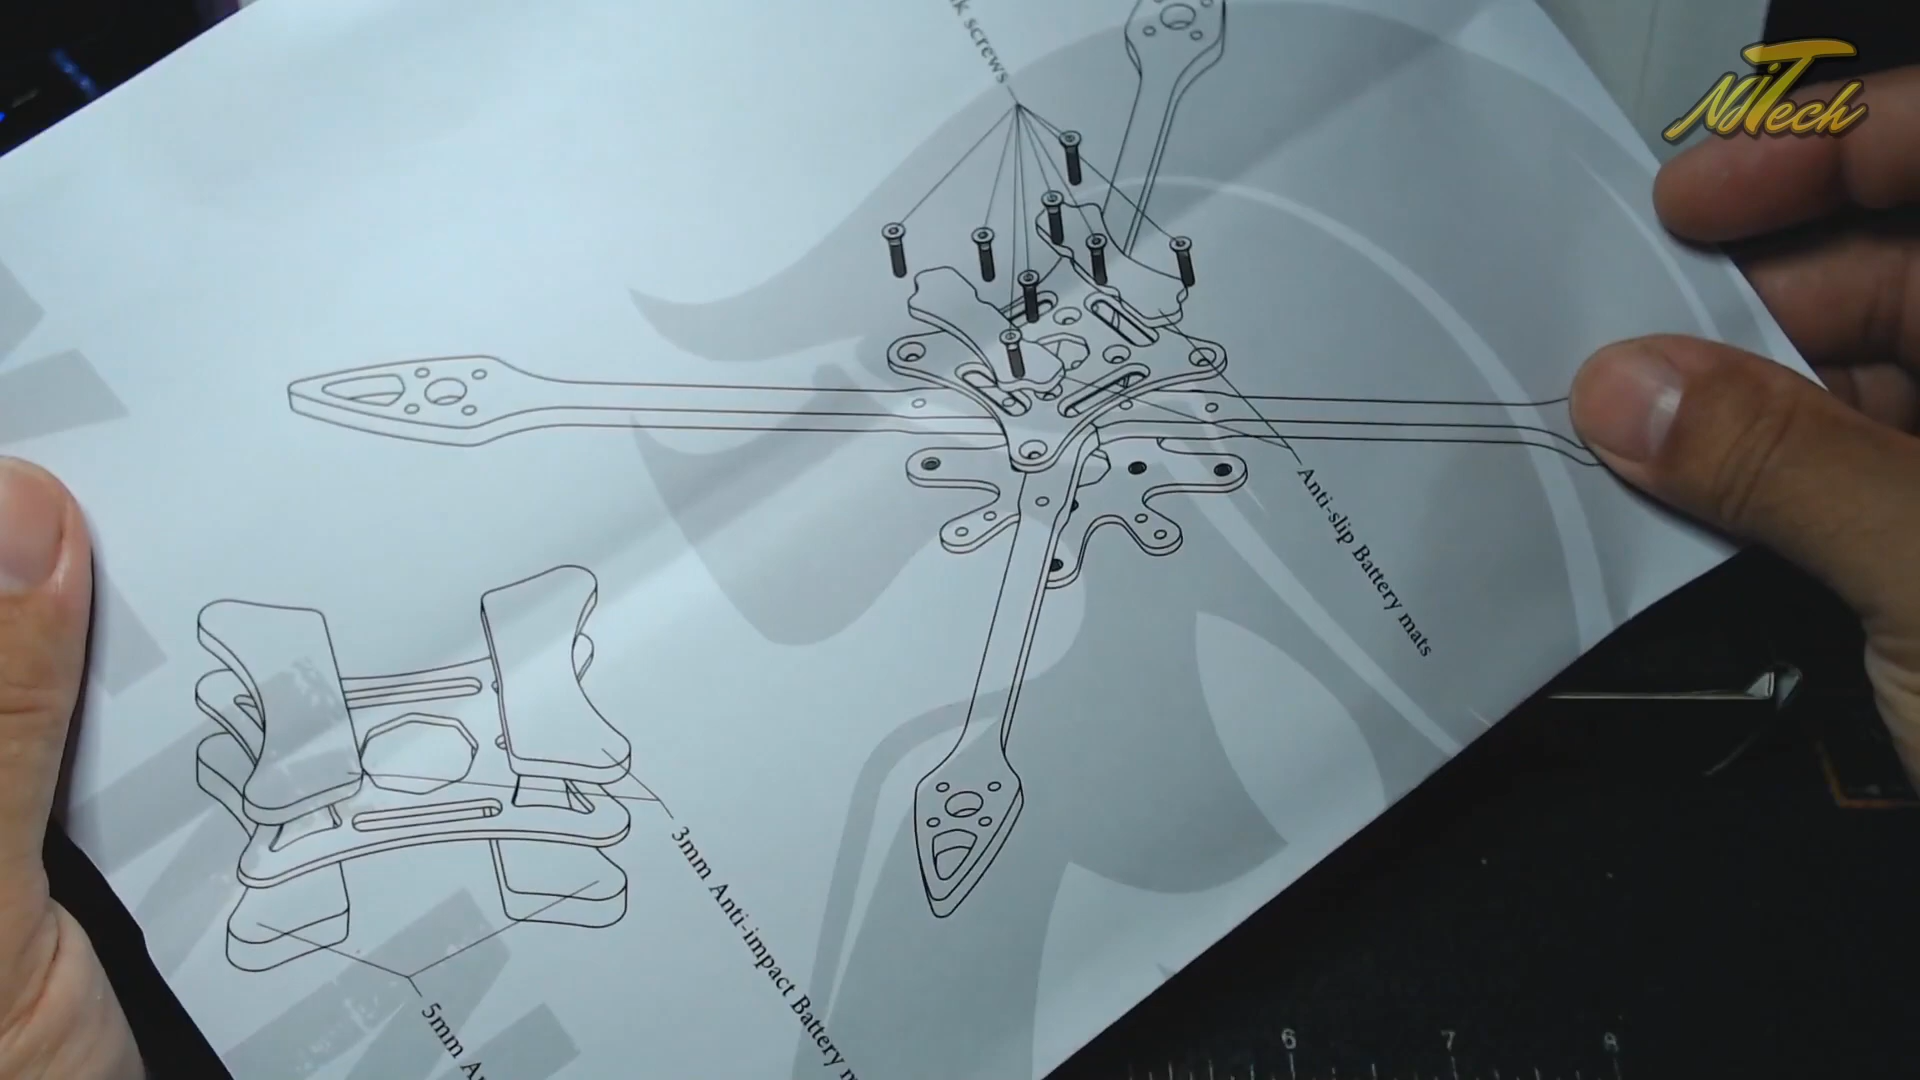 screws
NiTech
Anti-slip Battery mats
3mm Anti-impact Battery
5mm
6 7 8